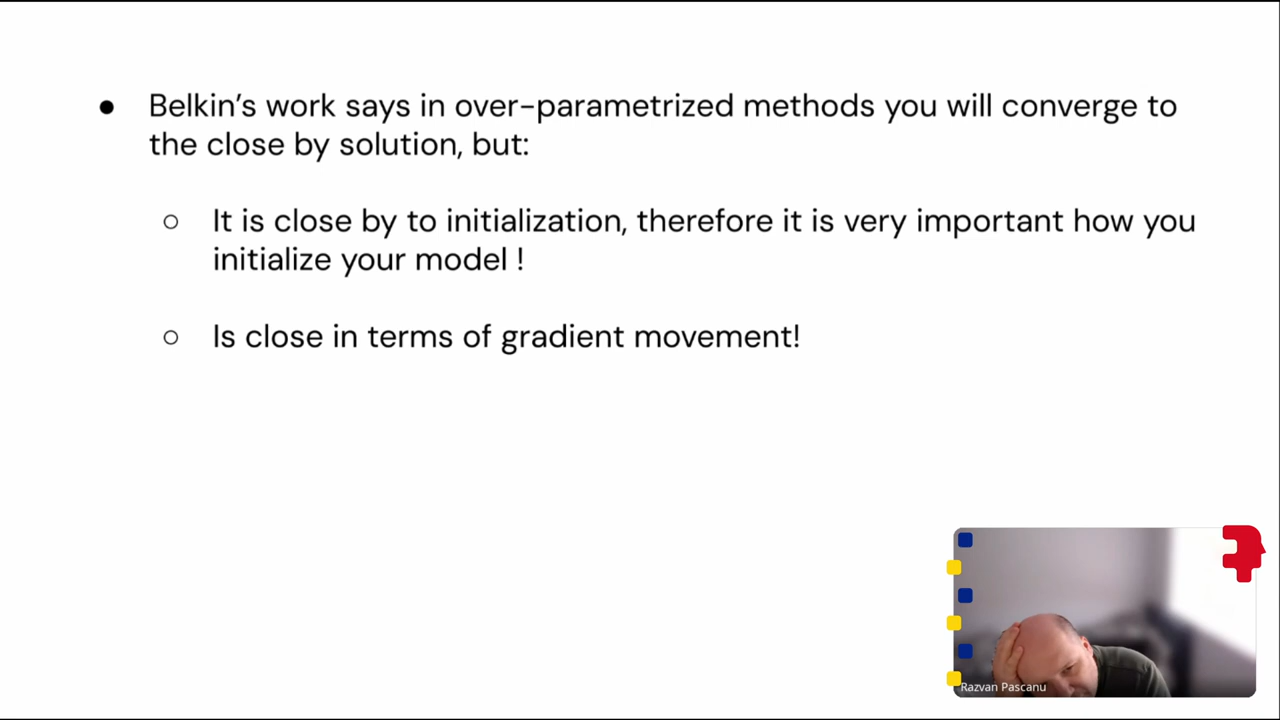 ● Belkin’s work says in over-parametrized methods you will converge to
the close by solution, but:
○ It is close by to initialization, therefore it is very important how you
initialize your model !
○ Is close in terms of gradient movement!
Razvan Pascanu